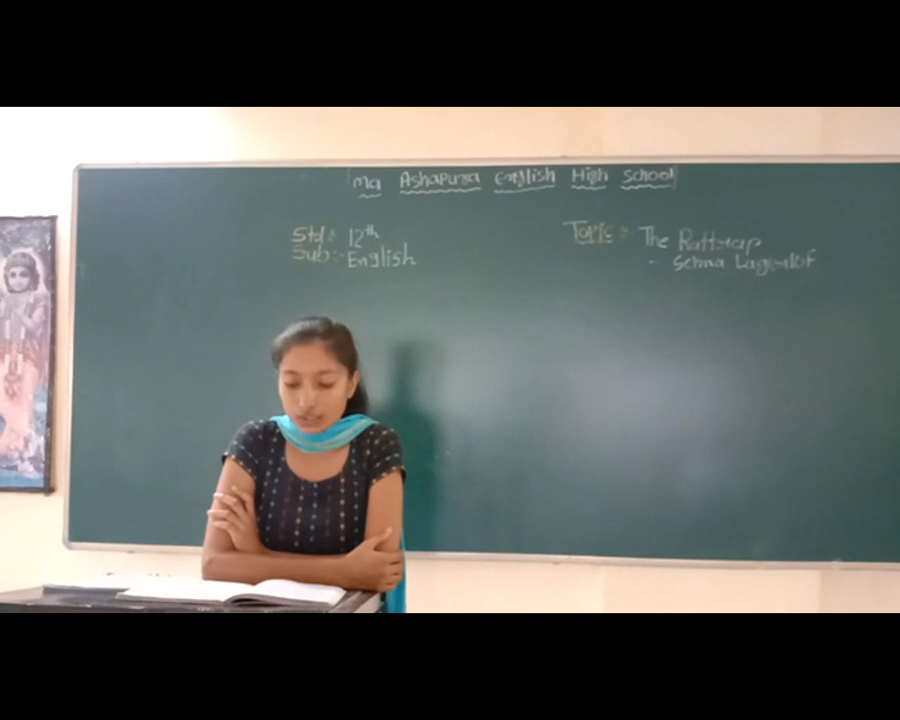 Ma Ashapura English High School
Std : 12th
Sub :- English
Topic : The Rattrap
- Selma Lagerlof